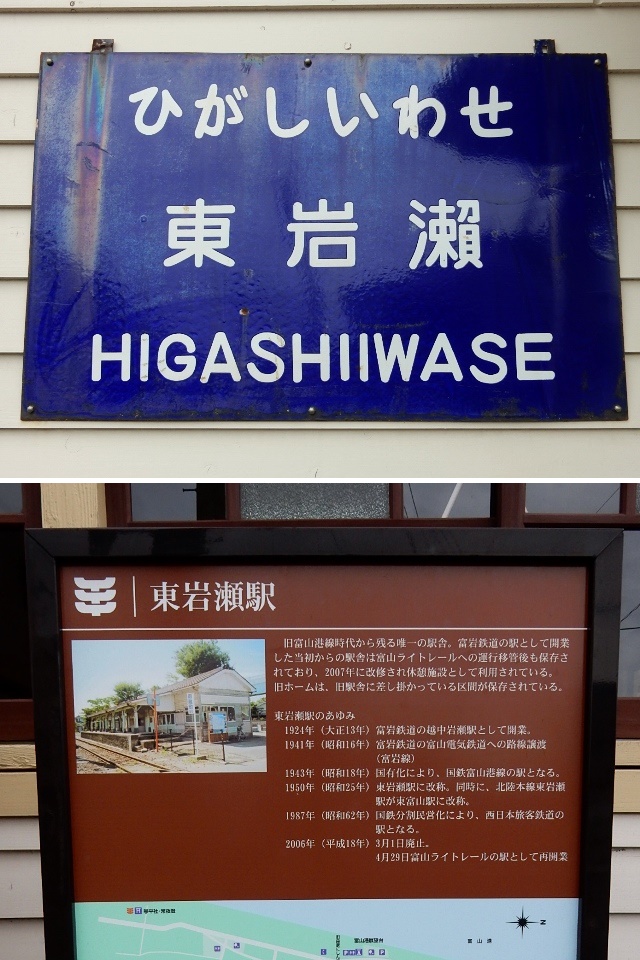 ひがしいわせ
東岩瀬
HIGASHIIWASE
東岩瀬駅
旧富山港線時代から残る唯一の駅舎。富岩鉄道の駅として開業
した当初からの駅舎は富山ライトレールへの運行移管後も保存さ
れており、2007年に改修され休憩施設として利用されている。
旧ホームは、旧駅舎に差し掛かっている区間が保存されている。
東岩瀬駅のあゆみ
1924年（大正13年）富岩鉄道の越中岩瀬駅として開業。
1941年（昭和16年）富岩鉄道の富山電気鉄道への路線譲渡
（富岩線）
1943年（昭和18年）国有化により、国鉄富山港線の駅となる。
1950年（昭和25年）東岩瀬駅に改称。同時に、北陸本線東岩瀬
駅が東富山駅に改称。
1987年（昭和62年）国鉄分割民営化により、西日本旅客鉄道の
駅となる。
2006年（平成18年）3月1日廃止。
4月29日富山ライトレールの駅として再開業
N
富山港展望台
富山港